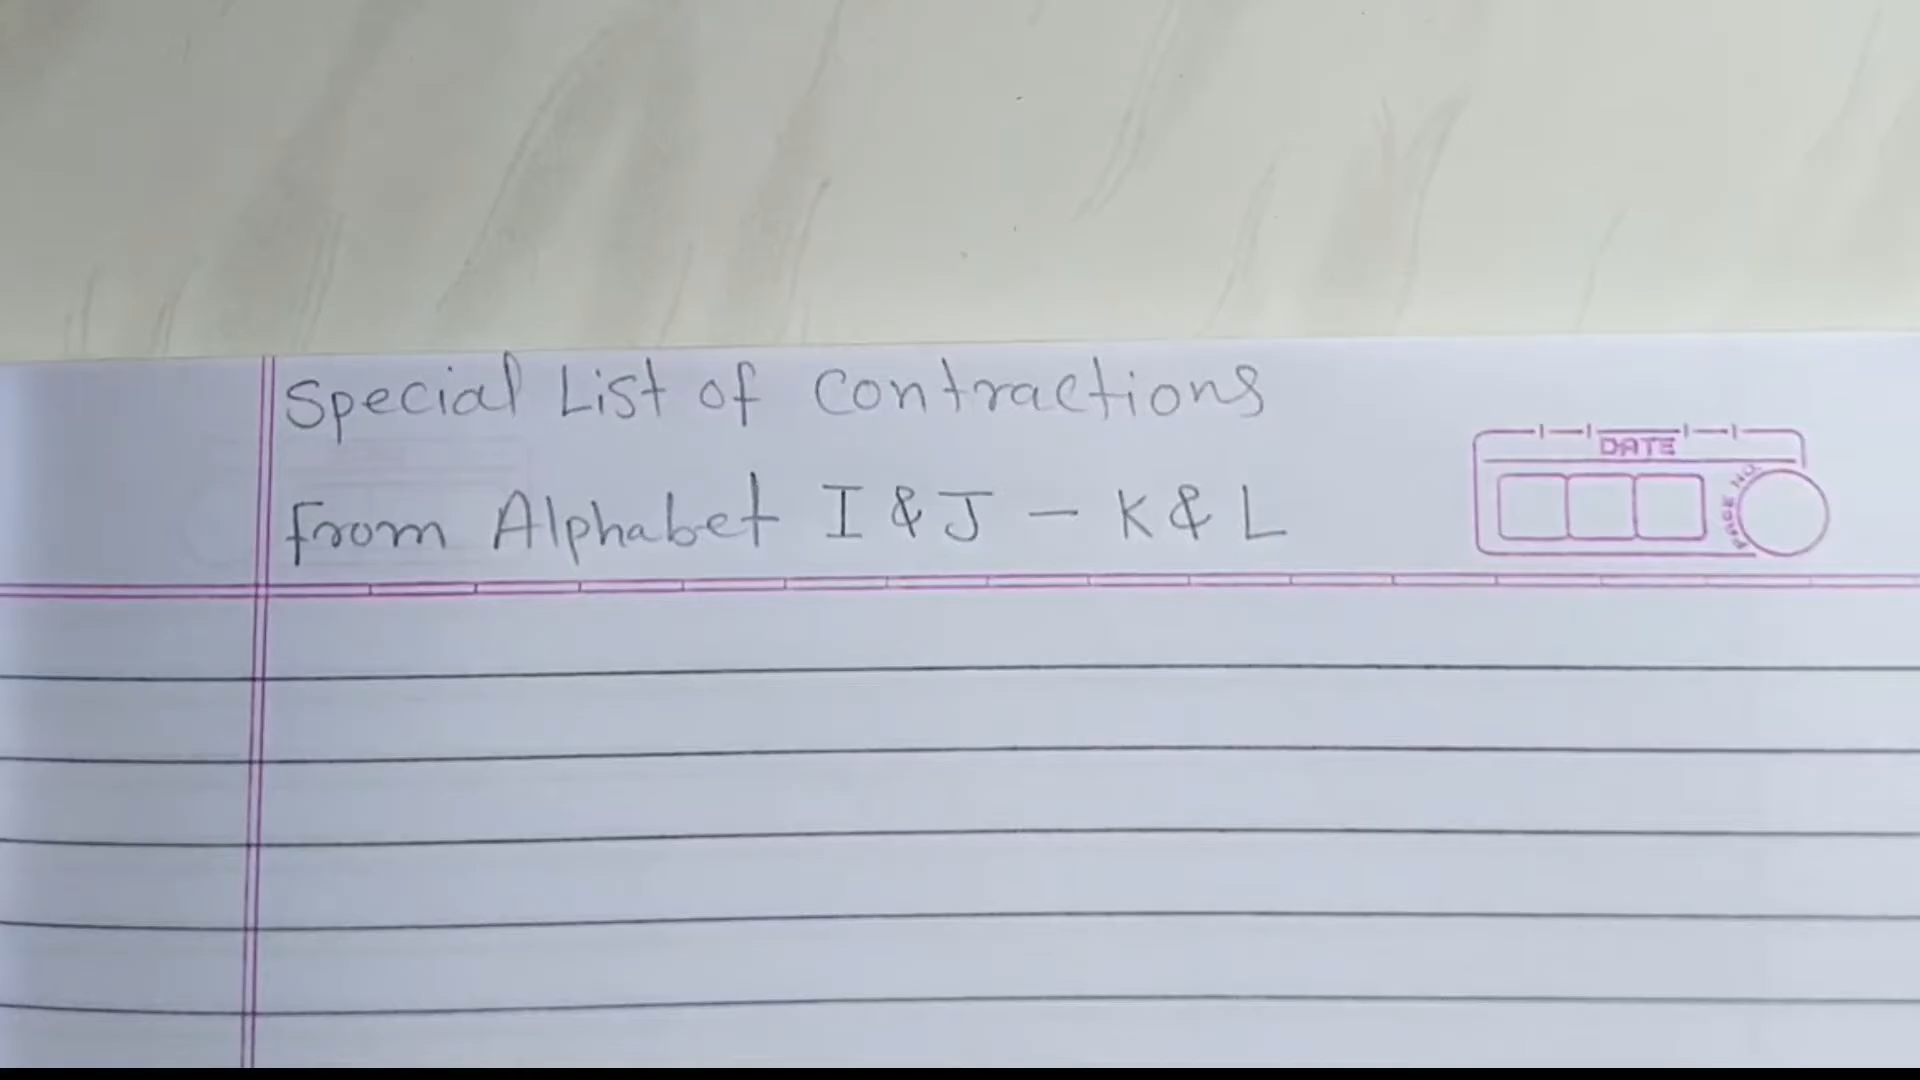 Special List of Contractions
From Alphabet I & J - K & L
DATE
PAGE NO.